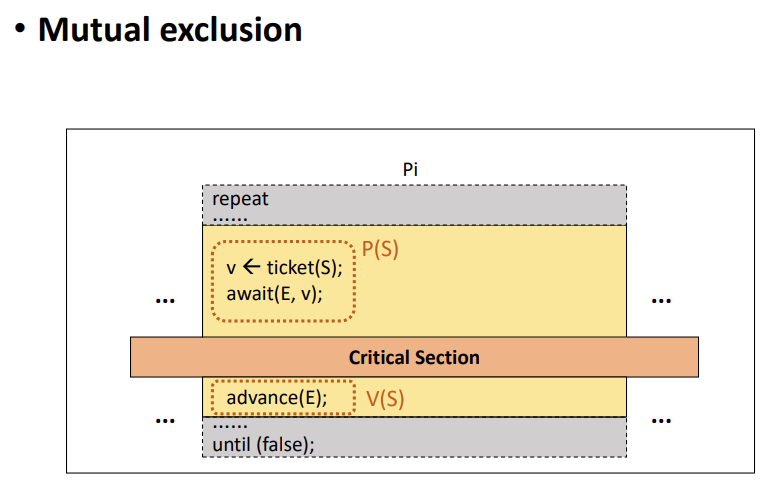 • Mutual exclusion
Pi
repeat
......
v ← ticket(S);
await(E, v);
P(S)
... ...
Critical Section
advance(E);
V(S)
... ...
......
until (false);